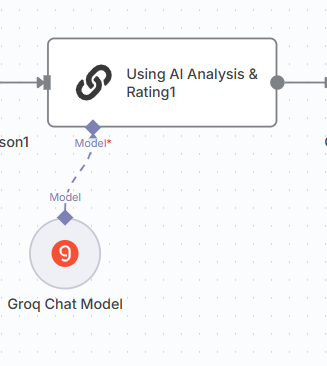 Using AI Analysis &
Rating1
son1
Model*
Model
Groq Chat Model